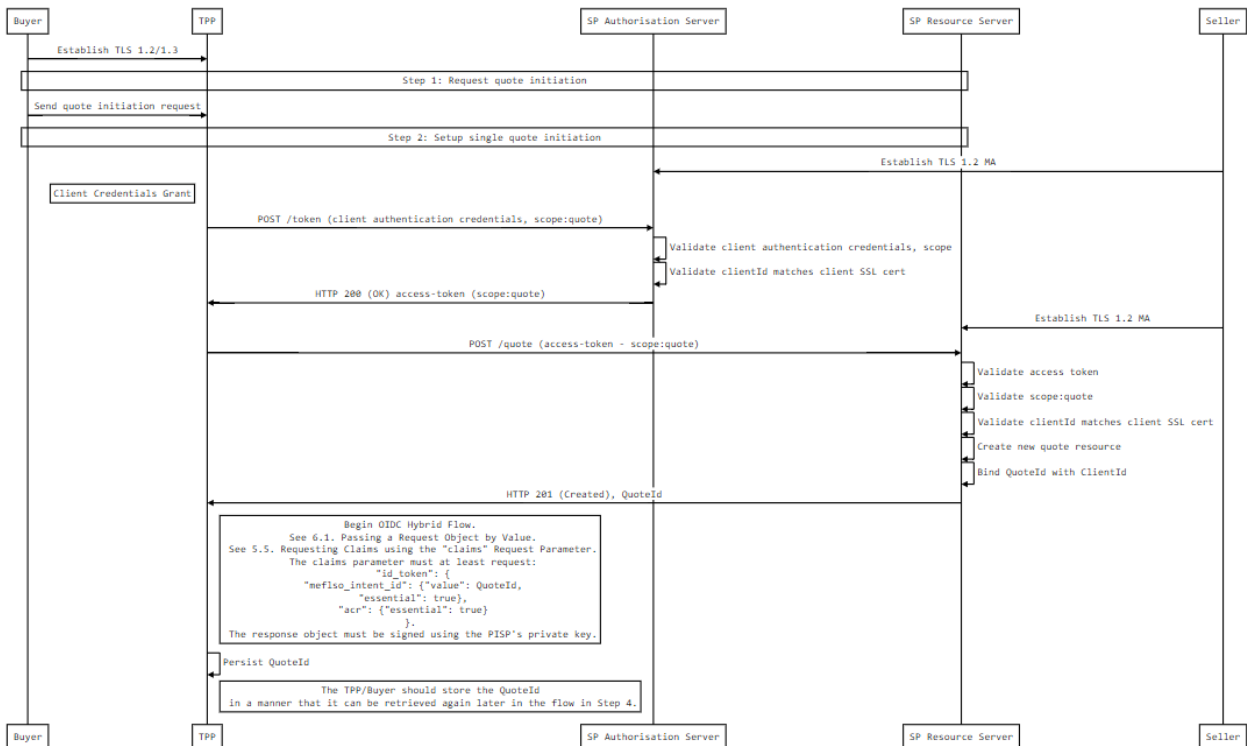 Buyer
TPP
SP Authorisation Server
SP Resource Server
Seller
Establish TLS 1.2/1.3
Step 1: Request quote initiation
Send quote initiation request
Step 2: Setup single quote initiation
Establish TLS 1.2 MA
Client Credentials Grant
POST /token (client authentication credentials, scope:quote)
Validate client authentication credentials, scope
Validate clientId matches client SSL cert
HTTP 200 (OK) access-token (scope:quote)
Establish TLS 1.2 MA
POST /quote (access-token - scope:quote)
Validate access token
Validate scope:quote
Validate clientId matches client SSL cert
Create new quote resource
Bind QuoteId with ClientId
HTTP 201 (Created), QuoteId
Begin OIDC Hybrid Flow.
See 6.1. Passing a Request Object by Value.
See 5.5. Requesting Claims using the "claims" Request Parameter.
The claims parameter must at least request:
"id_token": {
"meflso_intent_id": {"value": QuoteId,
"essential": true},
"acr": {"essential": true}
}.
The response object must be signed using the PISP's private key.
Persist QuoteId
The TPP/Buyer should store the QuoteId
in a manner that it can be retrieved again later in the flow in Step 4.
Buyer
TPP
SP Authorisation Server
SP Resource Server
Seller